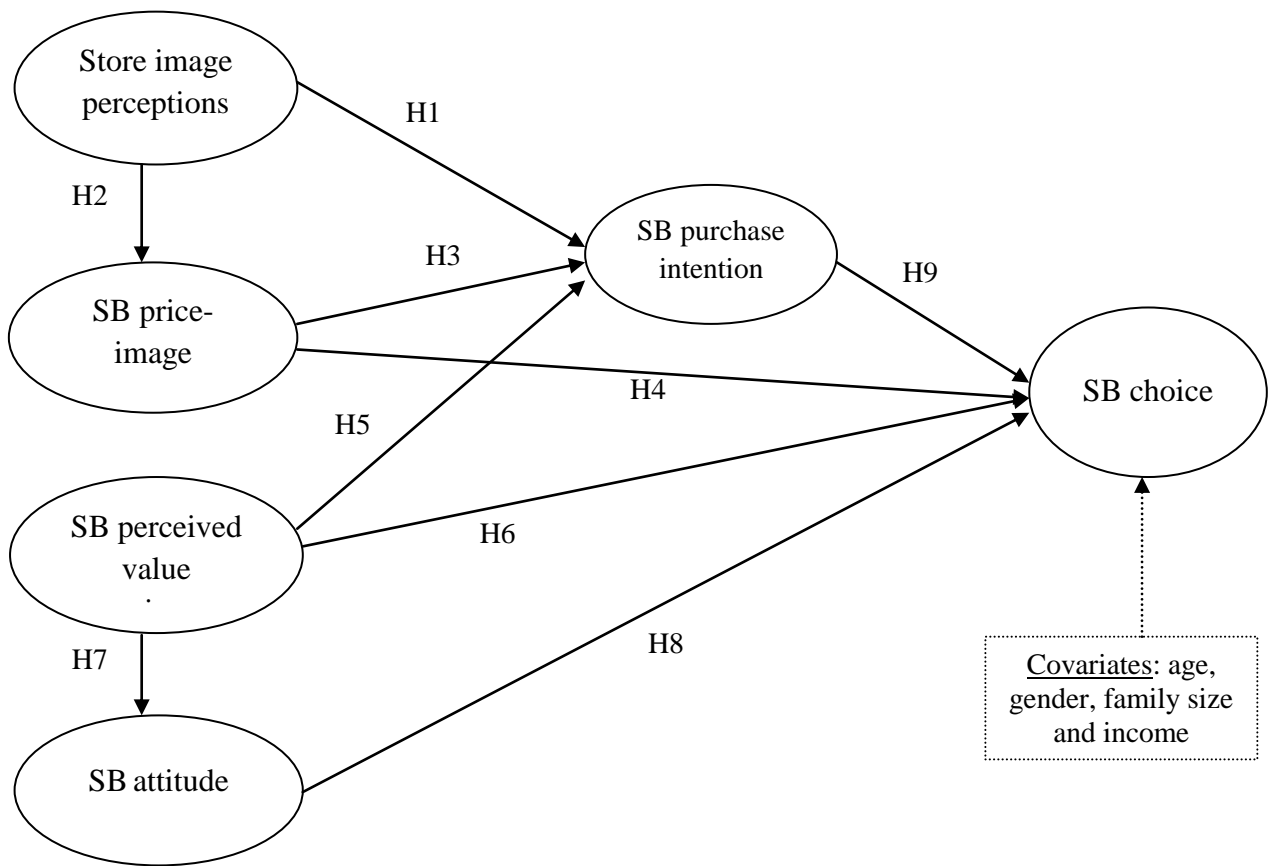 Store image
perceptions
H1
H2
SB purchase
intention
H3
H9
SB price-
image
H4
SB choice
H5
SB perceived
value
.
H6
H7
H8
Covariates: age,
gender, family size
and income
SB attitude